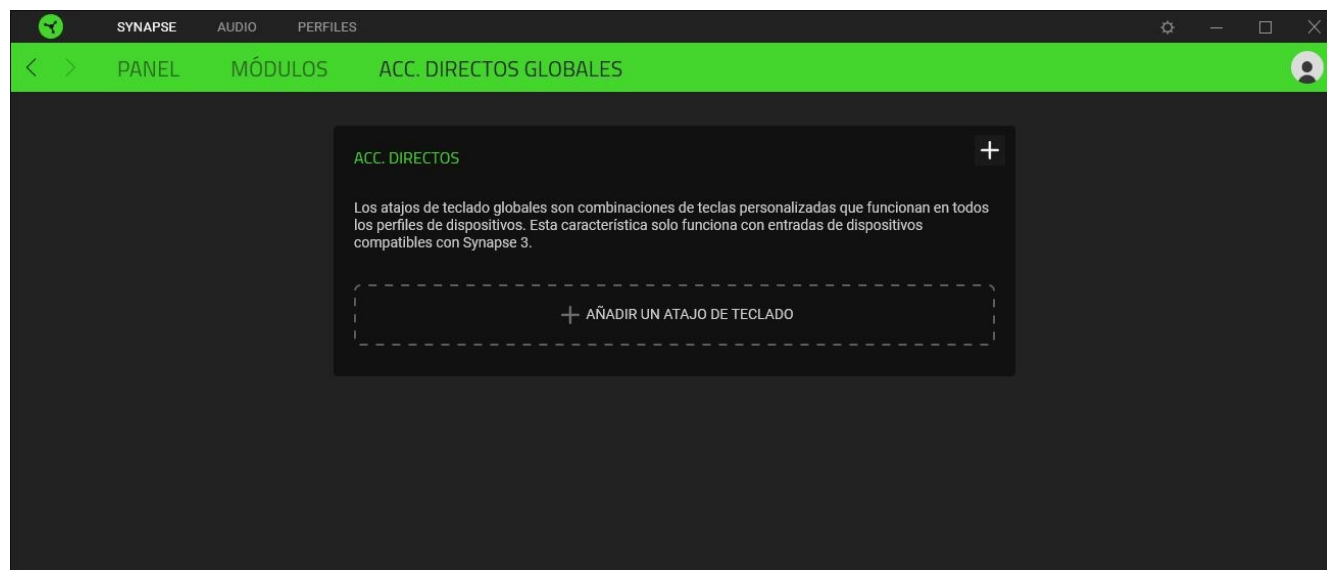 SYNAPSE AUDIO PERFILES
PANEL MÓDULOS ACC. DIRECTOS GLOBALES
ACC. DIRECTOS
Los atajos de teclado globales son combinaciones de teclas personalizadas que funcionan en todos
los perfiles de dispositivos. Esta característica solo funciona con entradas de dispositivos
compatibles con Synapse 3.
AÑADIR UN ATAJO DE TECLADO